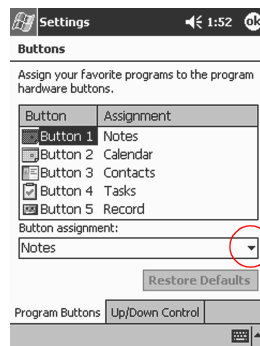 Settings 1:52 ok
Buttons
Assign your favorite programs to the program
hardware buttons.
Button Assignment
Button 1 Notes
Button 2 Calendar
Button 3 Contacts
Button 4 Tasks
Button 5 Record
Button assignment:
Notes
Restore Defaults
Program Buttons Up/Down Control